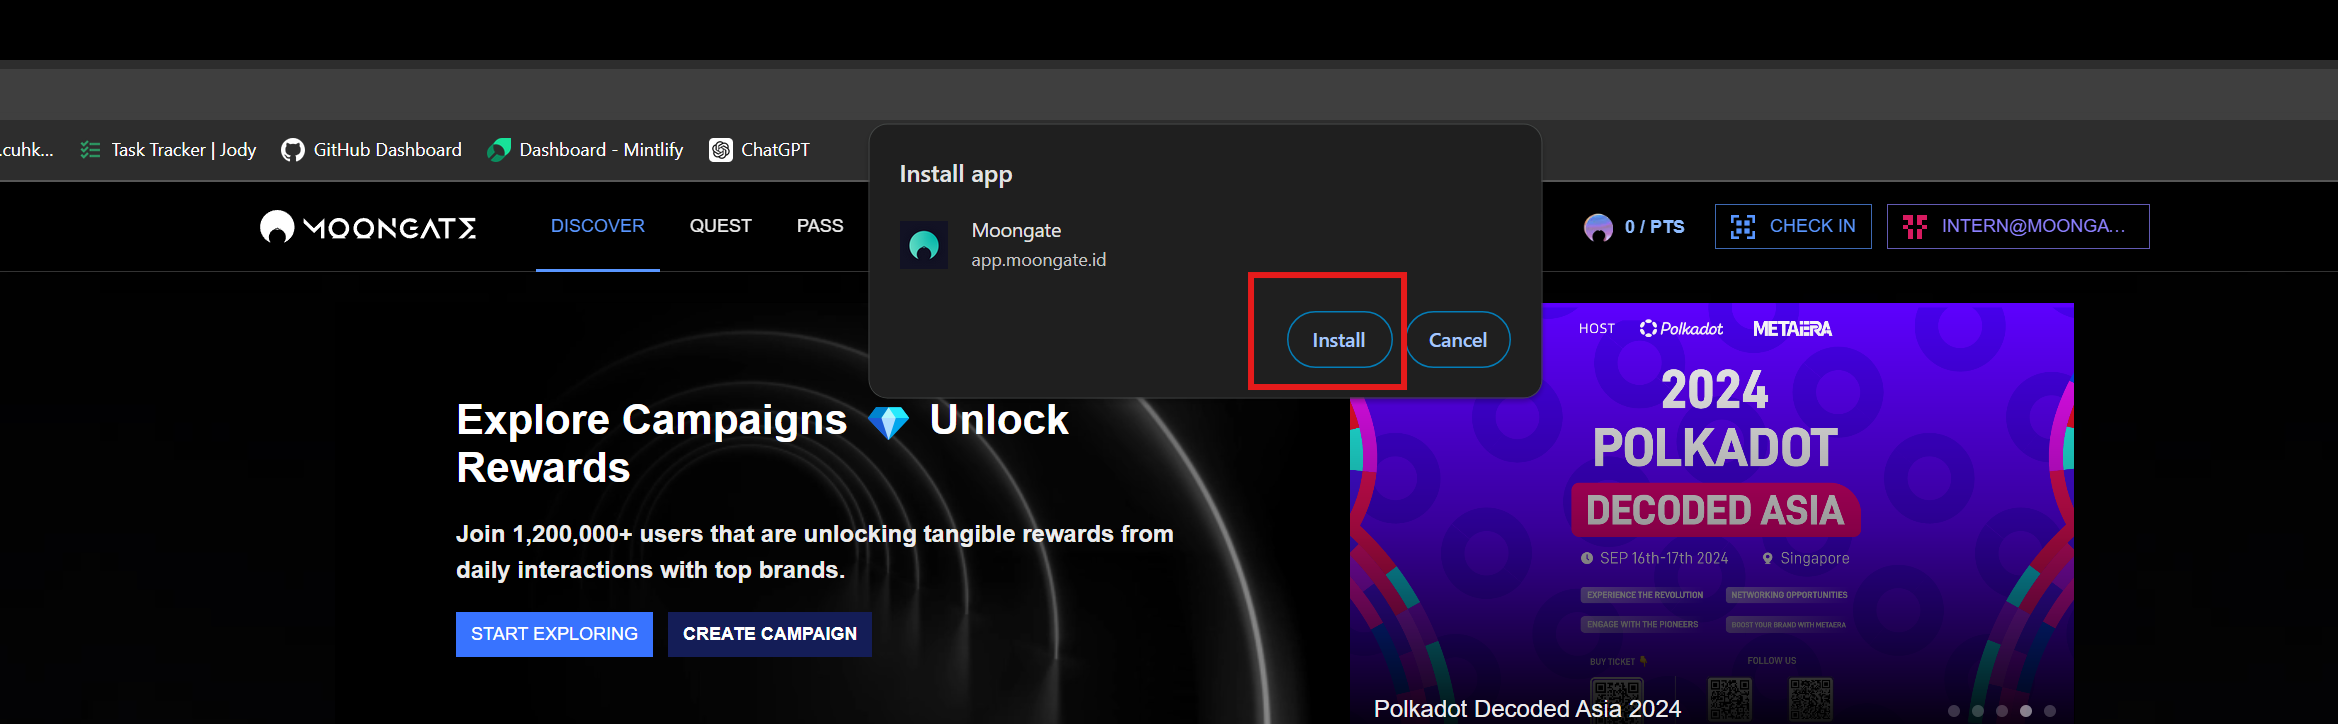 .cuhk...
Task Tracker | Jody
GitHub Dashboard
Dashboard - Mintlify
ChatGPT
Install app
Moongate
app.moongate.id
Install
Cancel
MOONGATE
DISCOVER
QUEST
PASS
0 / PTS
CHECK IN
INTERN@MOONGA...
Explore Campaigns 💎 Unlock
Rewards
Join 1,200,000+ users that are unlocking tangible rewards from
daily interactions with top brands.
START EXPLORING
CREATE CAMPAIGN
HOST
Polkadot
METAERA
2024
POLKADOT
DECODED ASIA
SEP 16th-17th 2024
Singapore
EXPERIENCE THE REVOLUTION
NETWORKING OPPORTUNITIES
ENGAGE WITH THE PIONEERS
BOOST YOUR BRAND WITH METAERA
BUY TICKET 👇
FOLLOW US
Polkadot Decoded Asia 2024